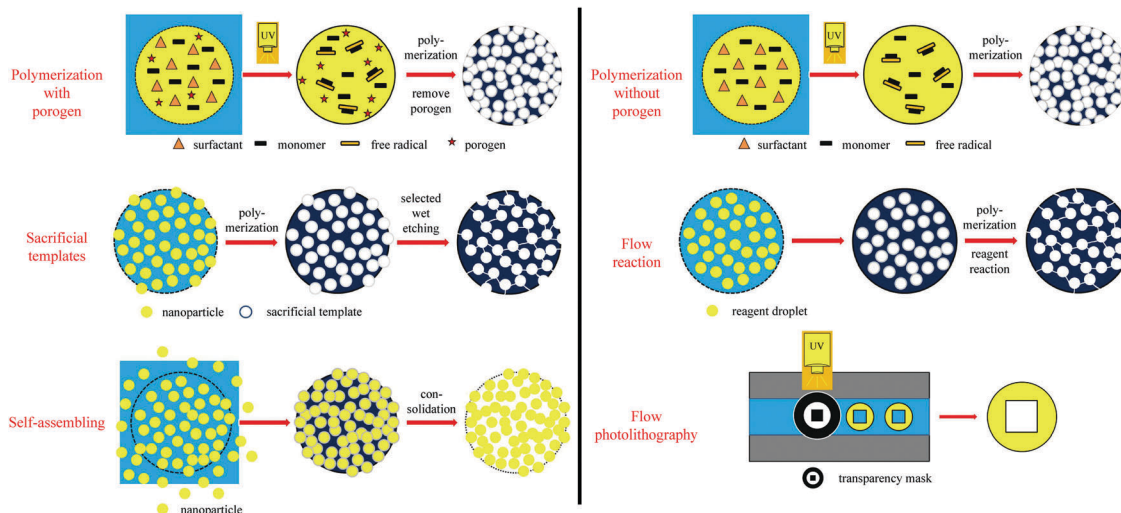 Polymerization
with
porogen
UV
poly-
merization
remove
porogen
surfactant
monomer
free radical
porogen
Sacrificial
templates
poly-
merization
selected
wet
etching
nanoparticle
sacrificial template
Self-assembling
con-
solidation
nanoparticle
Polymerization
without
porogen
UV
poly-
merization
surfactant
monomer
free radical
Flow
reaction
poly-
merization
reagent
reaction
reagent droplet
Flow
photolithography
UV
transparency mask